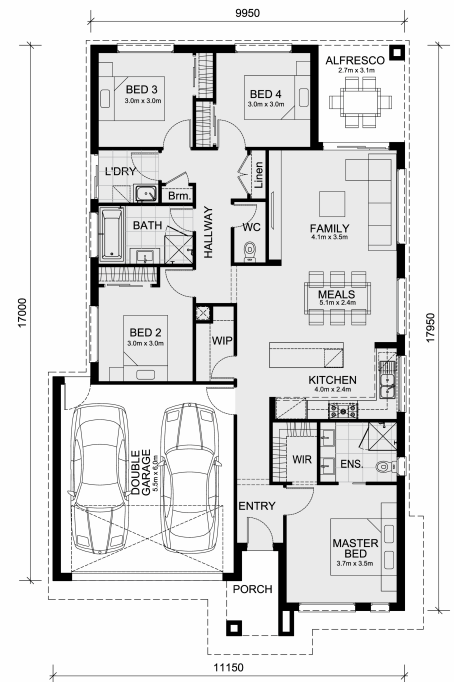 9950
ALFRESCO
2.7m x 3.1m
BED 3
3.0m x 3.0m
BED 4
3.0m x 3.0m
L'DRY
Brm.
Linen
BATH
HALLWAY
WC
FAMILY
4.1m x 3.5m
17000
17950
MEALS
5.1m x 2.4m
BED 2
3.0m x 3.0m
WIP
KITCHEN
4.0m x 2.4m
DOUBLE
GARAGE
5.5m x 6.0m
WIR
ENS.
ENTRY
MASTER
BED
3.7m x 3.5m
PORCH
11150